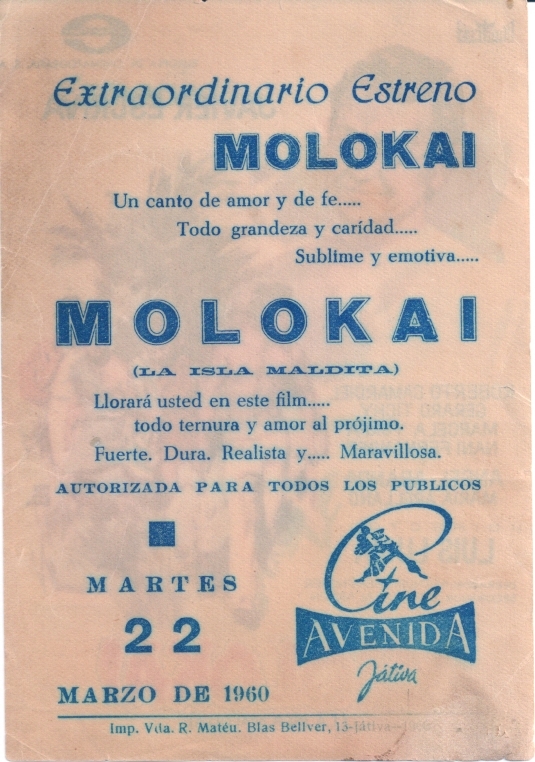 Extraordinario Estreno
MOLOKAI
Un canto de amor y de fe.....
Todo grandeza y caridad.....
Sublime y emotiva.....
MOLOKAI
(LA ISLA MALDITA)
Llorará usted en este film.....
todo ternura y amor al prójimo.
Fuerte. Dura. Realista y..... Maravillosa.
AUTORIZADA PARA TODOS LOS PUBLICOS
MARTES
22
MARZO DE 1960
Cine
AVENIDA
Játiva
Imp. Vda. R. Matéu. Blas Bellver, 13-Játiva